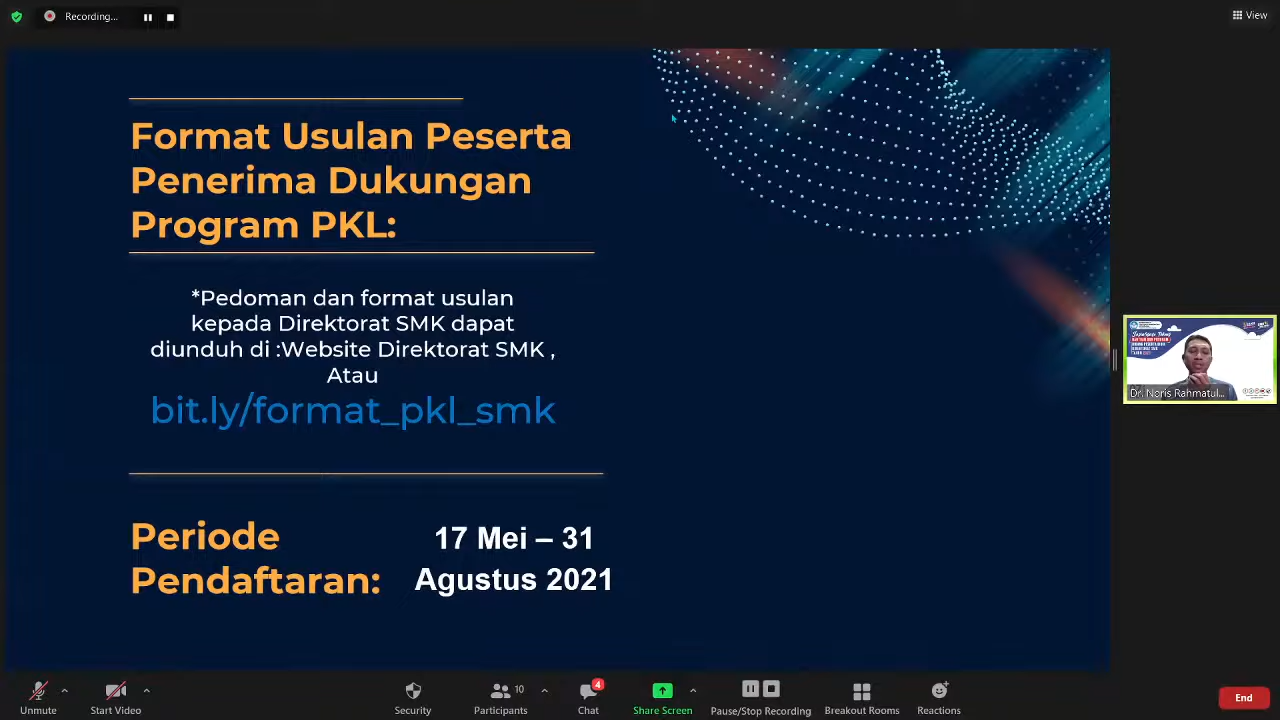 Recording...
View
Format Usulan Peserta
Penerima Dukungan
Program PKL:
*Pedoman dan format usulan
kepada Direktorat SMK dapat
diunduh di :Website Direktorat SMK ,
Atau
bit.ly/format_pkl_smk
Periode
Pendaftaran:
17 Mei – 31
Agustus 2021
Dr. Noris Rahmatul...
Unmute
Start Video
Security
10
Participants
4
Chat
Share Screen
Pause/Stop Recording
Breakout Rooms
Reactions
End